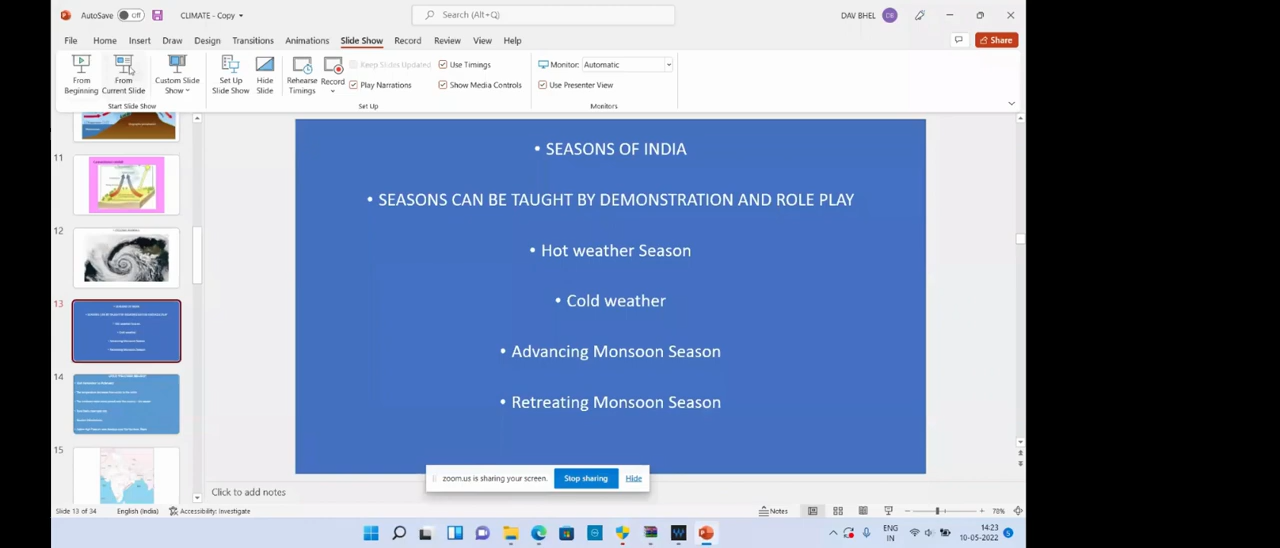 AutoSave Off CLIMATE - Copy Search (Alt+Q) DAV BHEL DB
File Home Insert Draw Design Transitions Animations Slide Show Record Review View Help Share
From Beginning
From Current Slide
Custom Slide Show
Set Up Slide Show
Hide Slide
Rehearse Timings
Record
Keep Slides Updated
Play Narrations
Use Timings
Show Media Controls
Monitor: Automatic
Use Presenter View
Start Slide Show Set Up Monitors
11
12
13
14
15
• SEASONS OF INDIA
• SEASONS CAN BE TAUGHT BY DEMONSTRATION AND ROLE PLAY
• Hot weather Season
• Cold weather
• Advancing Monsoon Season
• Retreating Monsoon Season
zoom.us is sharing your screen. Stop sharing Hide
Click to add notes
Slide 13 of 34 English (India) Accessibility: Investigate Notes 78%
ENG IN 14:23 10-05-2022